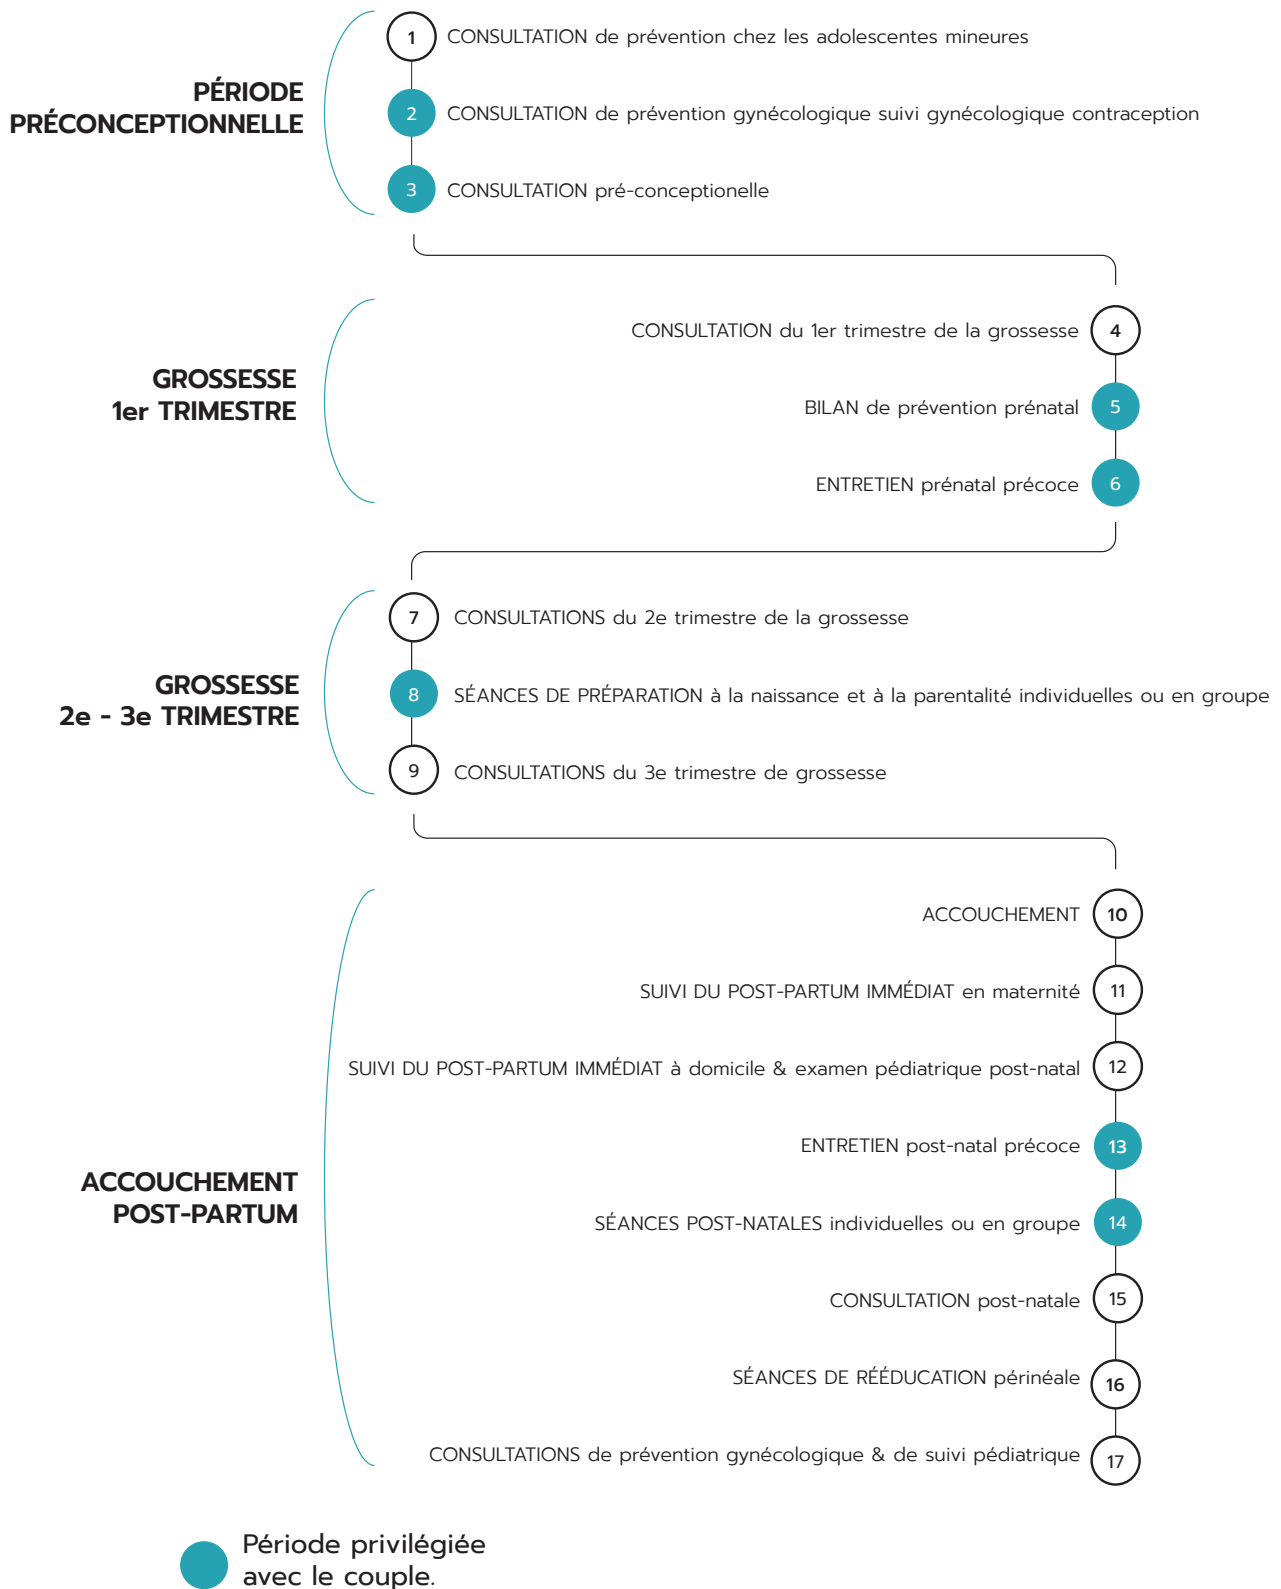 PÉRIODE
PRÉCONCEPTIONNELLE
1 CONSULTATION de prévention chez les adolescentes mineures
2 CONSULTATION de prévention gynécologique suivi gynécologique contraception
3 CONSULTATION pré-conceptionelle
GROSSESSE
1er TRIMESTRE
CONSULTATION du 1er trimestre de la grossesse 4
BILAN de prévention prénatal 5
ENTRETIEN prénatal précoce 6
GROSSESSE
2e - 3e TRIMESTRE
7 CONSULTATIONS du 2e trimestre de la grossesse
8 SÉANCES DE PRÉPARATION à la naissance et à la parentalité individuelles ou en groupe
9 CONSULTATIONS du 3e trimestre de grossesse
ACCOUCHEMENT
POST-PARTUM
ACCOUCHEMENT 10
SUIVI DU POST-PARTUM IMMÉDIAT en maternité 11
SUIVI DU POST-PARTUM IMMÉDIAT à domicile & examen pédiatrique post-natal 12
ENTRETIEN post-natal précoce 13
SÉANCES POST-NATALES individuelles ou en groupe 14
CONSULTATION post-natale 15
SÉANCES DE RÉÉDUCATION périnéale 16
CONSULTATIONS de prévention gynécologique & de suivi pédiatrique 17
Période privilégiée
avec le couple.